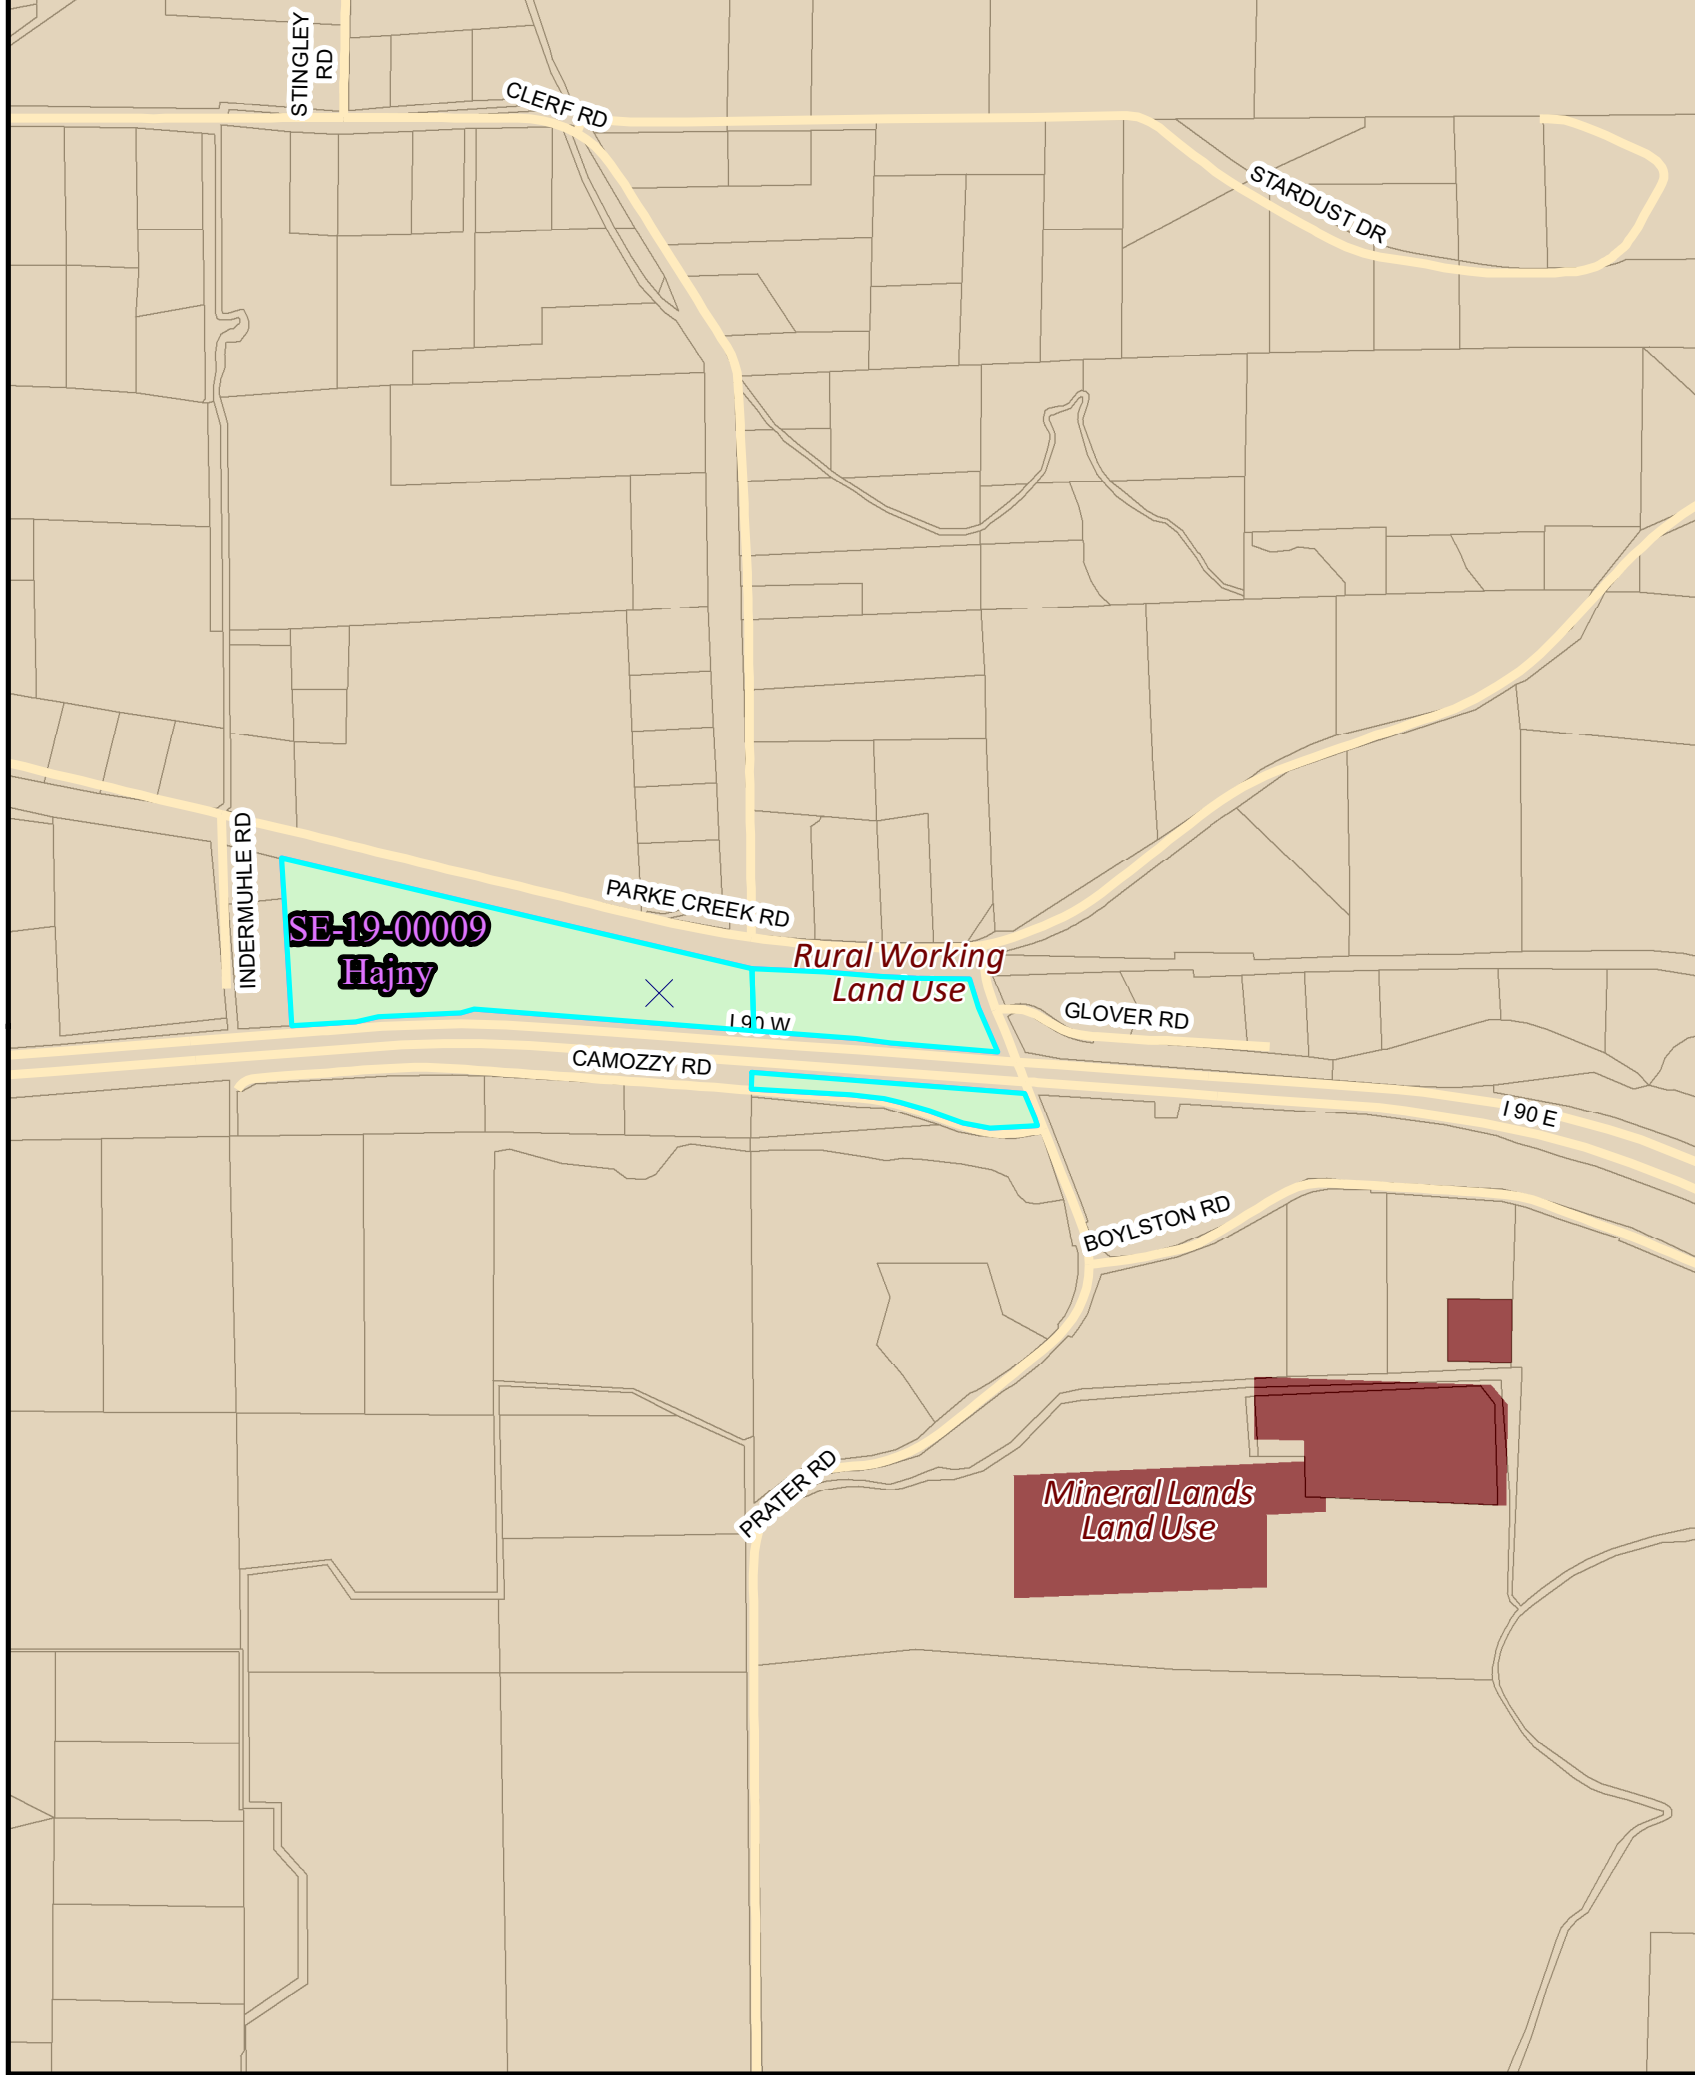 STINGLEY
RD
CLERF RD
STARDUST DR
INDERMUHLE RD
PARKE CREEK RD
SE-19-00009
Hajny
Rural Working
Land Use
I 90 W
GLOVER RD
CAMOZZY RD
I 90 E
BOYLSTON RD
PRATER RD
Mineral Lands
Land Use